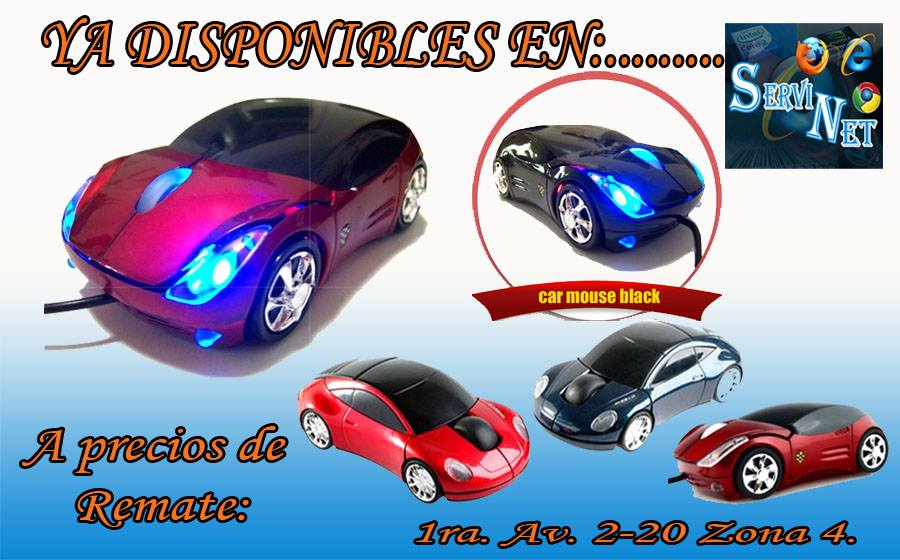 YA DISPONIBLES EN:..........
SERVI
NET
car mouse black
A precios de
Remate:
1ra. Av. 2-20 Zona 4.